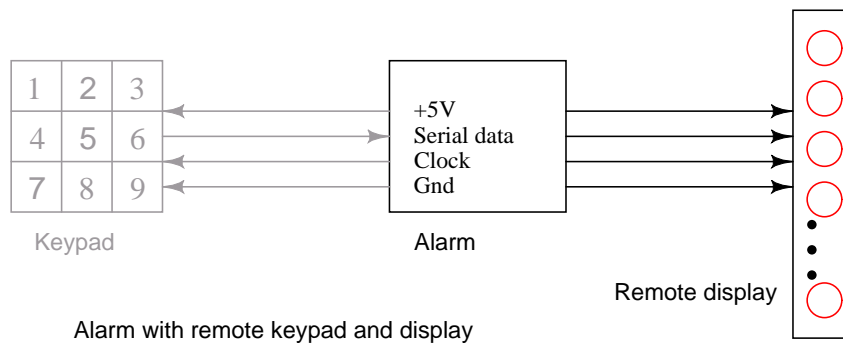 1 2 3
4 5 6
7 8 9
Keypad
+5V
Serial data
Clock
Gnd
Alarm
Remote display
Alarm with remote keypad and display